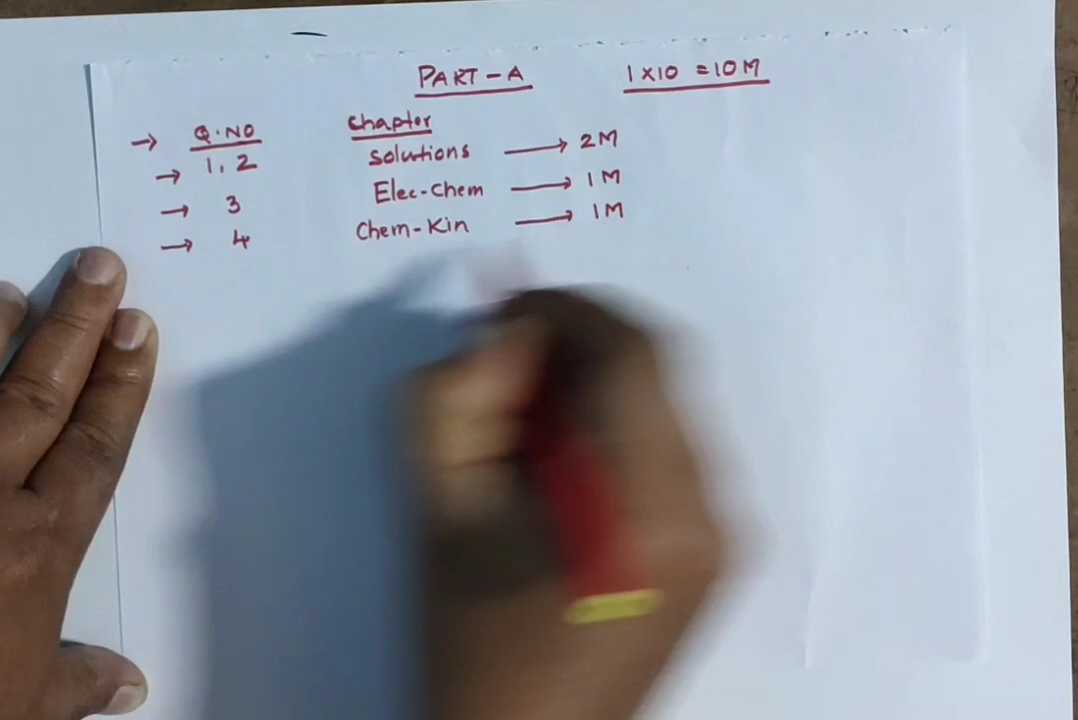 PART-A 1x10 = 10M
→ Q.NO Chapter
→ 1, 2 Solutions → 2M
→ 3 Elec-Chem → 1M
→ 4 Chem-Kin → 1M